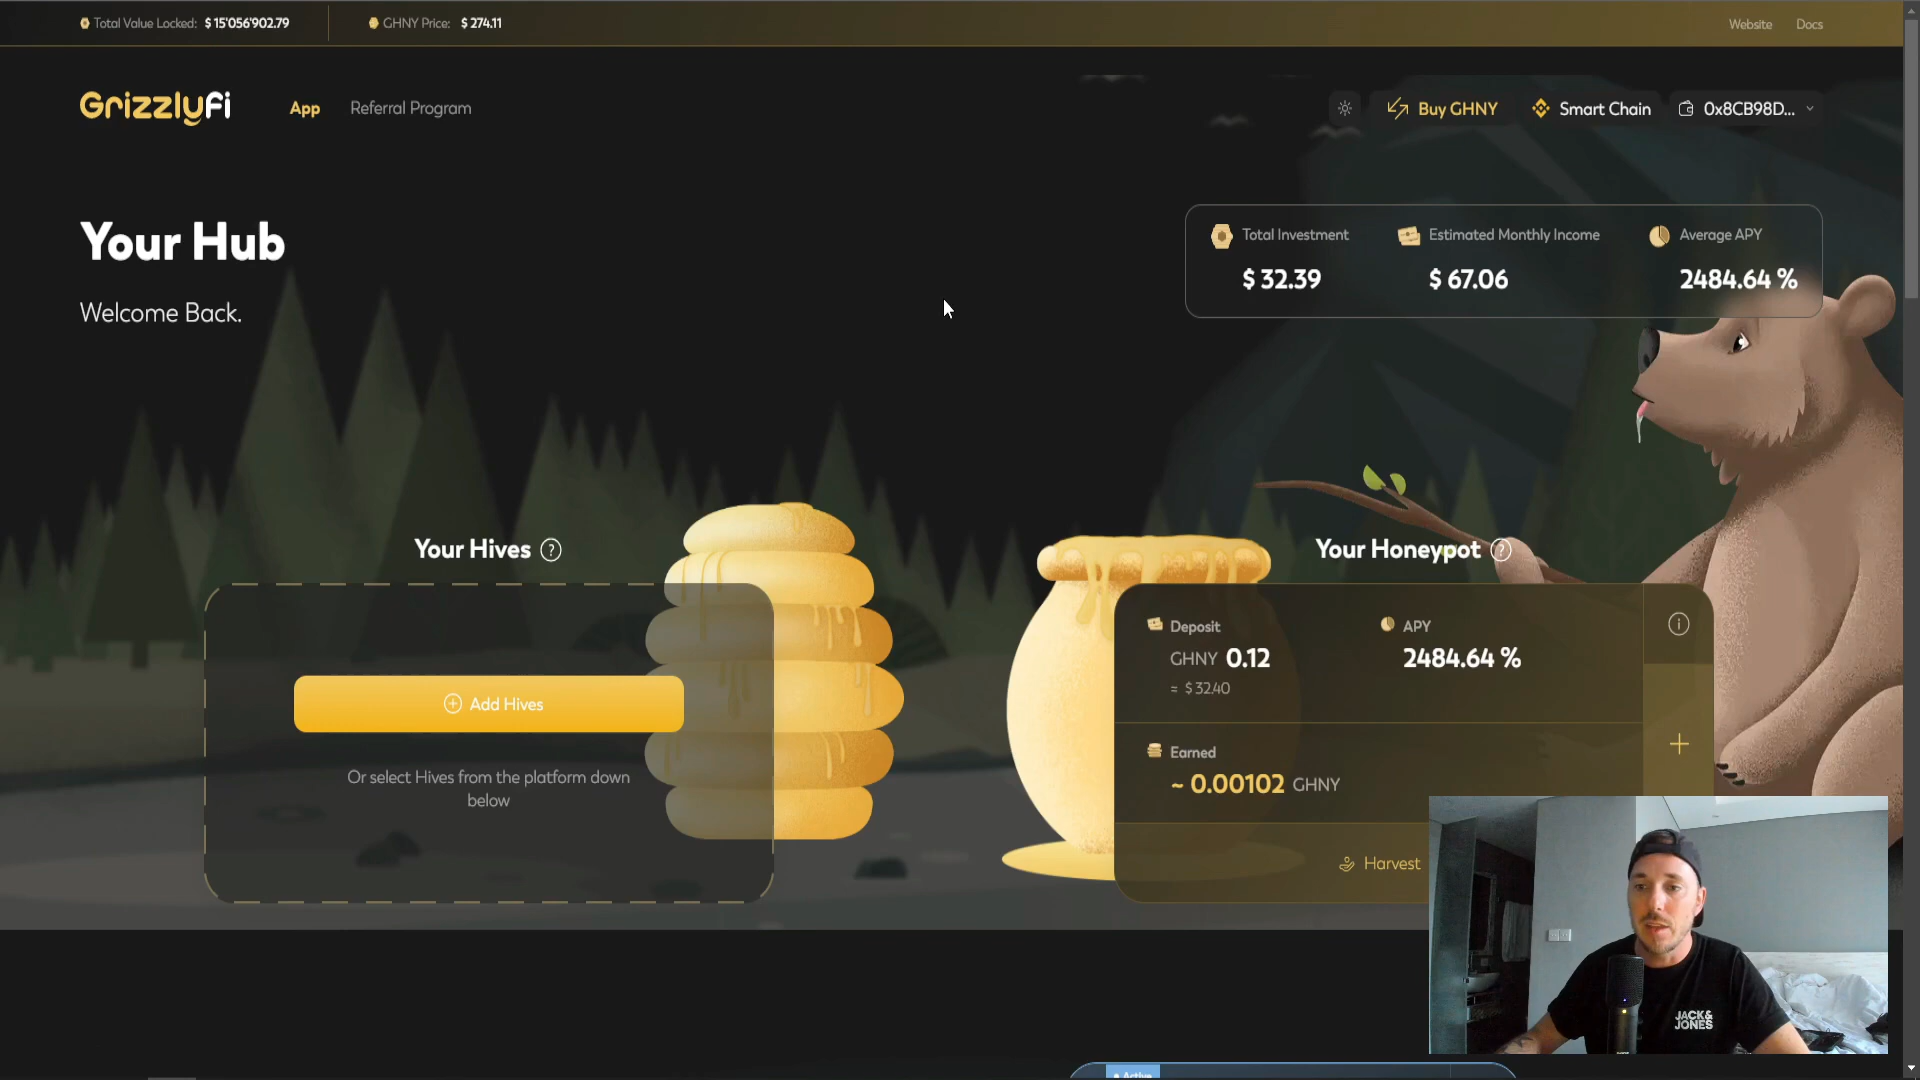 Total Value Locked: $ 15'056'902.79
GHNY Price: $ 274.11
Website
Docs
GrizzlyFi
App
Referral Program
Buy GHNY
Smart Chain
0x8CB98D...
Your Hub
Welcome Back.
Total Investment
$ 32.39
Estimated Monthly Income
$ 67.06
Average APY
2484.64 %
Your Hives ?
Add Hives
Or select Hives from the platform down
below
Your Honeypot ?
Deposit
GHNY 0.12
≈ $ 32.40
APY
2484.64 %
Earned
~ 0.00102 GHNY
Harvest
JACK&
JONES
Active